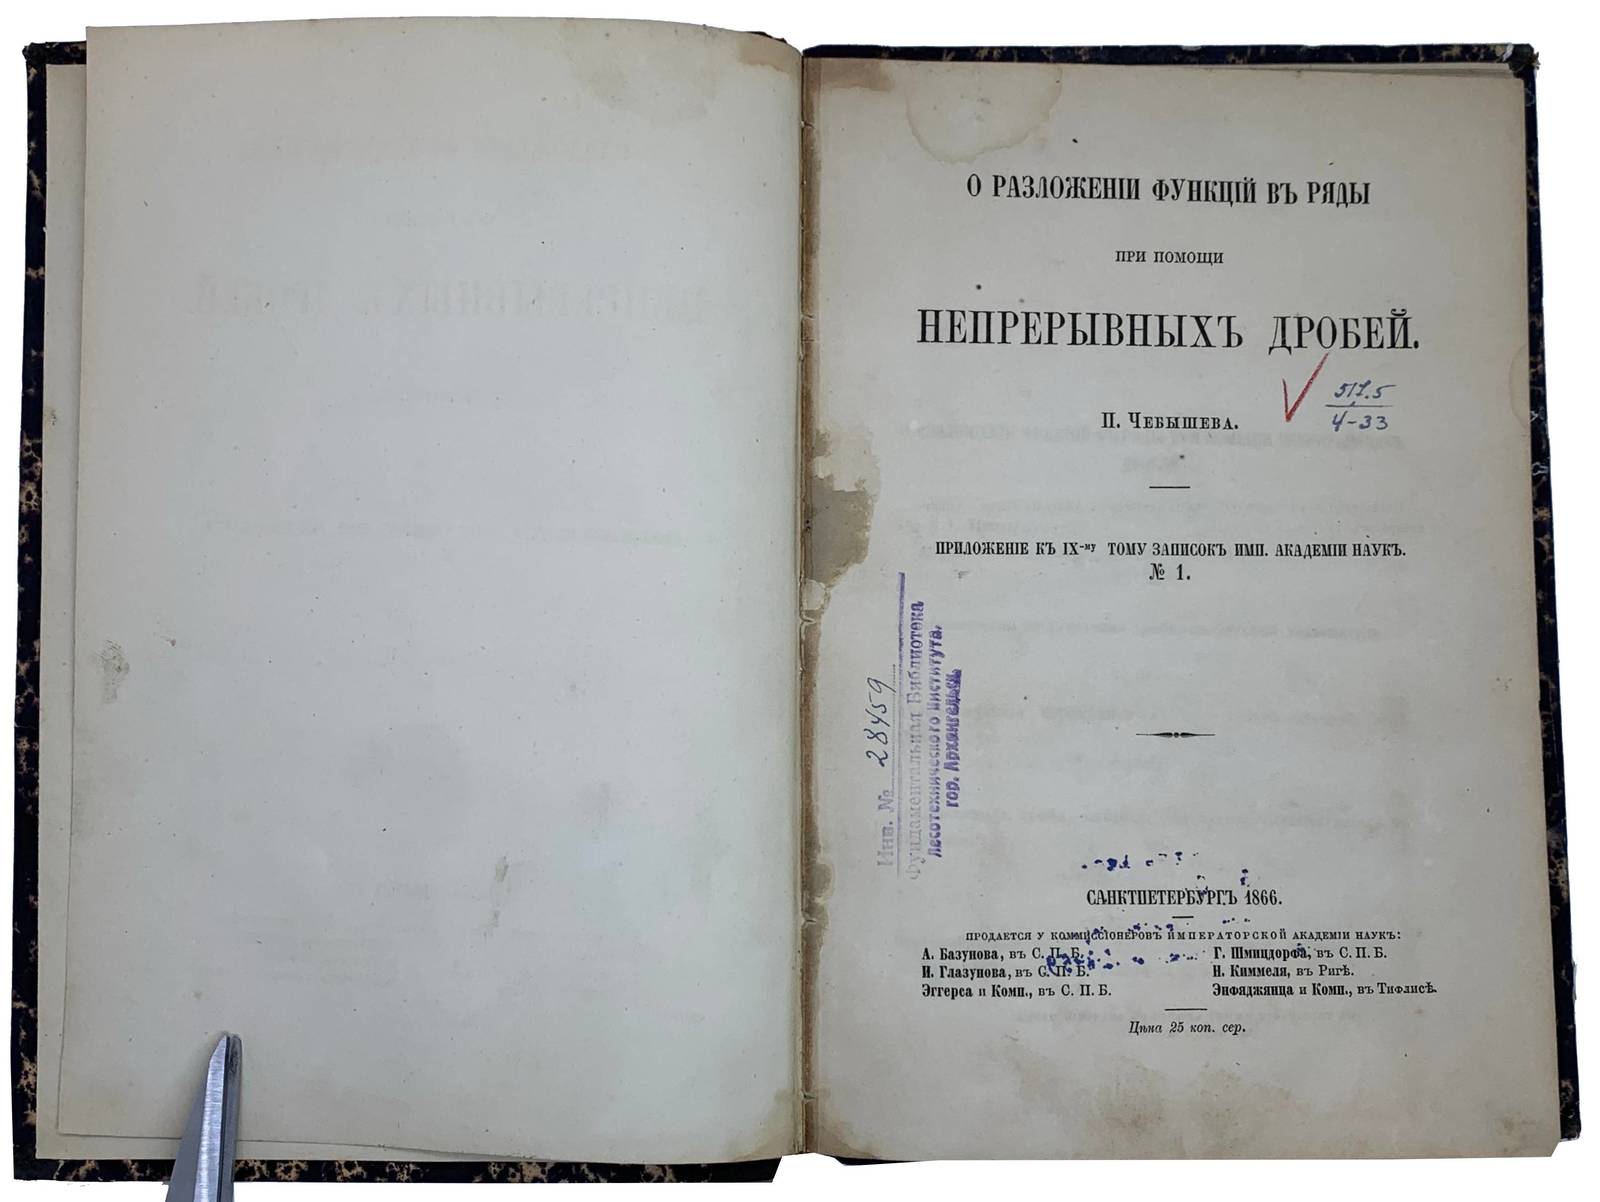 О РАЗЛОЖЕНІИ ФУНКЦІЙ ВЪ РЯДЫ
ПРИ ПОМОЩИ
НЕПРЕРЫВНЫХЪ ДРОБЕЙ.
517.5
Ч-33
П. ЧЕБЫШЕВА.
ПРИЛОЖЕНІЕ КЪ IX-му ТОМУ ЗАПИСОКЪ ИМП. АКАДЕМІИ НАУКЪ.
№ 1.
Инв. № 28459
Фундаментальная Библиотека
Лесотехнического Института.
гор. Архангельск.
САНКТПЕТЕРБУРГЪ 1866.
ПРОДАЕТСЯ У КОММИССІОНЕРОВЪ ИМПЕРАТОРСКОЙ АКАДЕМІИ НАУКЪ:
А. Базунова, въ С. П. Б. Г. Шмицдорфа, въ С. П. Б.
И. Глазунова, въ С. П. Б. Н. Киммеля, въ Ригѣ.
Эггерса и Комп., въ С. П. Б. Энфяджянца и Комп., въ Тифлисѣ.
Цѣна 25 коп. сер.